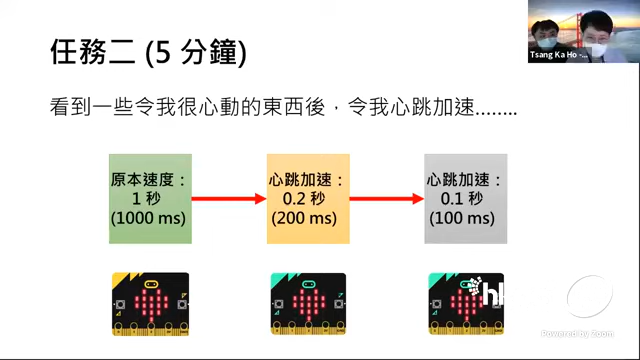 任務二 (5 分鐘)
Tsang Ka Ho -...
看到一些令我很心動的東西後，令我心跳加速........
原本速度：
1 秒
(1000 ms)
心跳加速：
0.2 秒
(200 ms)
心跳加速：
0.1 秒
(100 ms)
Powered by Zoom